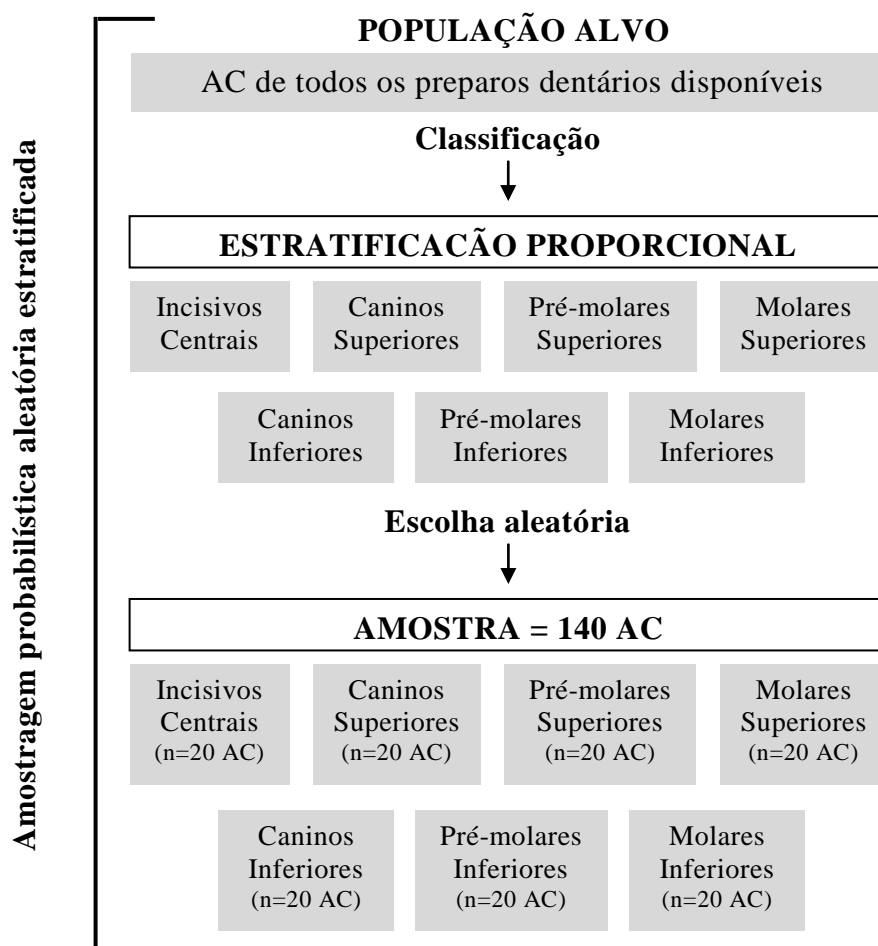 POPULAÇÃO ALVO
AC de todos os preparos dentários disponíveis
Classificação
ESTRATIFICACÃO PROPORCIONAL
Incisivos
Centrais
Caninos
Superiores
Pré-molares
Superiores
Molares
Superiores
Caninos
Inferiores
Pré-molares
Inferiores
Molares
Inferiores
Escolha aleatória
AMOSTRA = 140 AC
Incisivos
Centrais
(n=20 AC)
Caninos
Superiores
(n=20 AC)
Pré-molares
Superiores
(n=20 AC)
Molares
Superiores
(n=20 AC)
Caninos
Inferiores
(n=20 AC)
Pré-molares
Inferiores
(n=20 AC)
Molares
Inferiores
(n=20 AC)
Amostragem probabilística aleatória estratificada